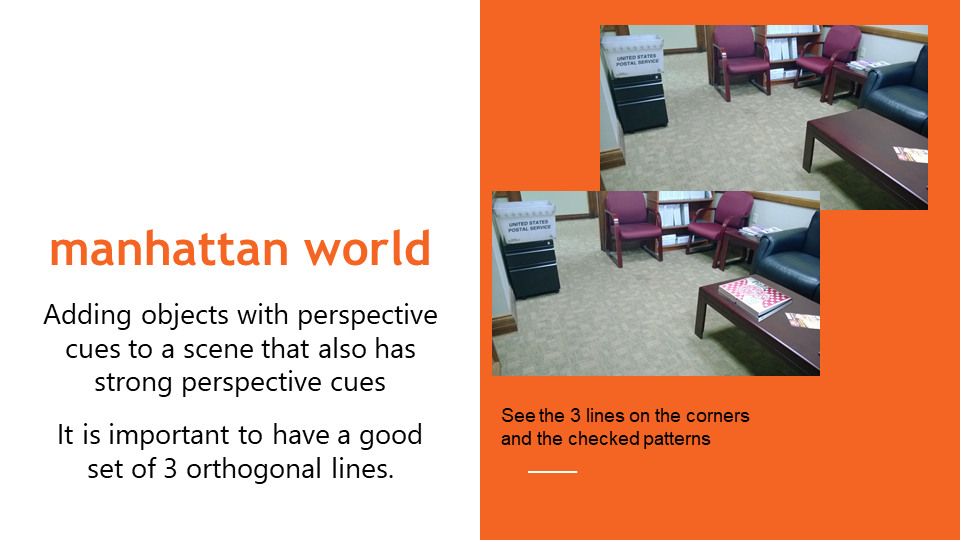 manhattan world
Adding objects with perspective
cues to a scene that also has
strong perspective cues
It is important to have a good
set of 3 orthogonal lines.
UNITED STATES
POSTAL SERVICE
UNITED STATES
POSTAL SERVICE
See the 3 lines on the corners
and the checked patterns